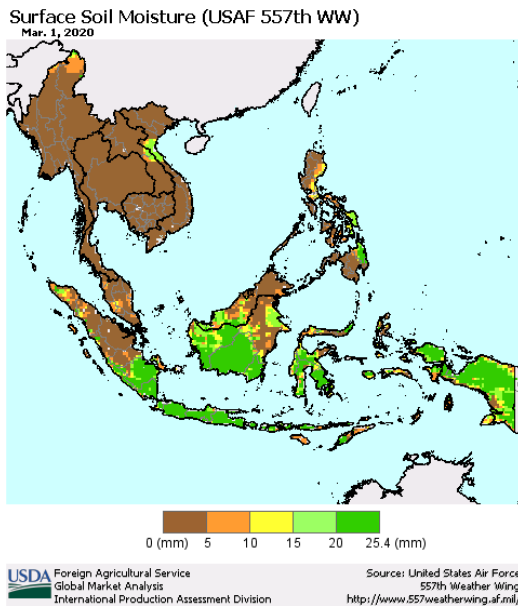 Surface Soil Moisture (USAF 557th WW)
Mar. 1, 2020
0 (mm) 5 10 15 20 25.4 (mm)
USDA Foreign Agricultural Service
Global Market Analysis
International Production Assessment Division
Source: United States Air Force
557th Weather Wing
http://www.557weatherwing.af.mil/